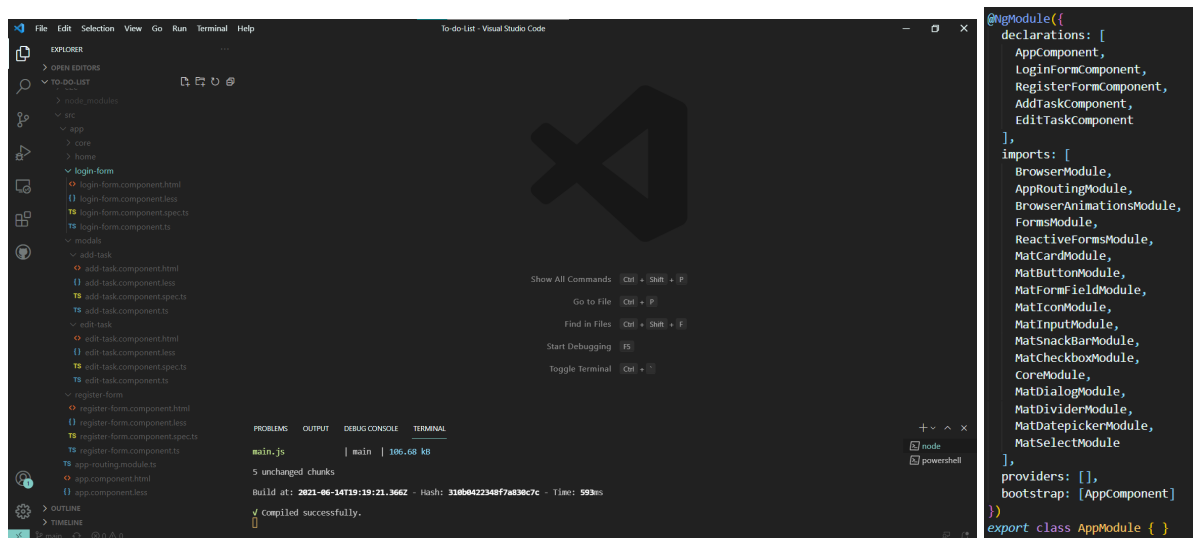 File Edit Selection View Go Run Terminal Help
To-do-List - Visual Studio Code
EXPLORER
OPEN EDITORS
TO-DO-LIST
node_modules
src
app
core
home
login-form
login-form.component.html
login-form.component.less
TS login-form.component.spec.ts
TS login-form.component.ts
modals
add-task
add-task.component.html
add-task.component.less
TS add-task.component.spec.ts
TS add-task.component.ts
edit-task
edit-task.component.html
edit-task.component.less
TS edit-task.component.spec.ts
TS edit-task.component.ts
register-form
register-form.component.html
register-form.component.less
TS register-form.component.spec.ts
TS register-form.component.ts
TS app-routing.module.ts
app.component.html
app.component.less
OUTLINE
TIMELINE
main
Show All Commands Ctrl + Shift + P
Go to File Ctrl + P
Find in Files Ctrl + Shift + F
Start Debugging F5
Toggle Terminal Ctrl + `
PROBLEMS OUTPUT DEBUG CONSOLE TERMINAL
main.js | main | 106.68 kB
5 unchanged chunks
Build at: 2021-06-14T19:19:21.366Z - Hash: 310b0422348f7a830c7c - Time: 593ms
√ Compiled successfully.
node
powershell
@NgModule({
declarations: [
AppComponent,
LoginFormComponent,
RegisterFormComponent,
AddTaskComponent,
EditTaskComponent
],
imports: [
BrowserModule,
AppRoutingModule,
BrowserAnimationsModule,
FormsModule,
ReactiveFormsModule,
MatCardModule,
MatButtonModule,
MatFormFieldModule,
MatIconModule,
MatInputModule,
MatSnackBarModule,
MatCheckboxModule,
CoreModule,
MatDialogModule,
MatDividerModule,
MatDatepickerModule,
MatSelectModule
],
providers: [],
bootstrap: [AppComponent]
})
export class AppModule { }